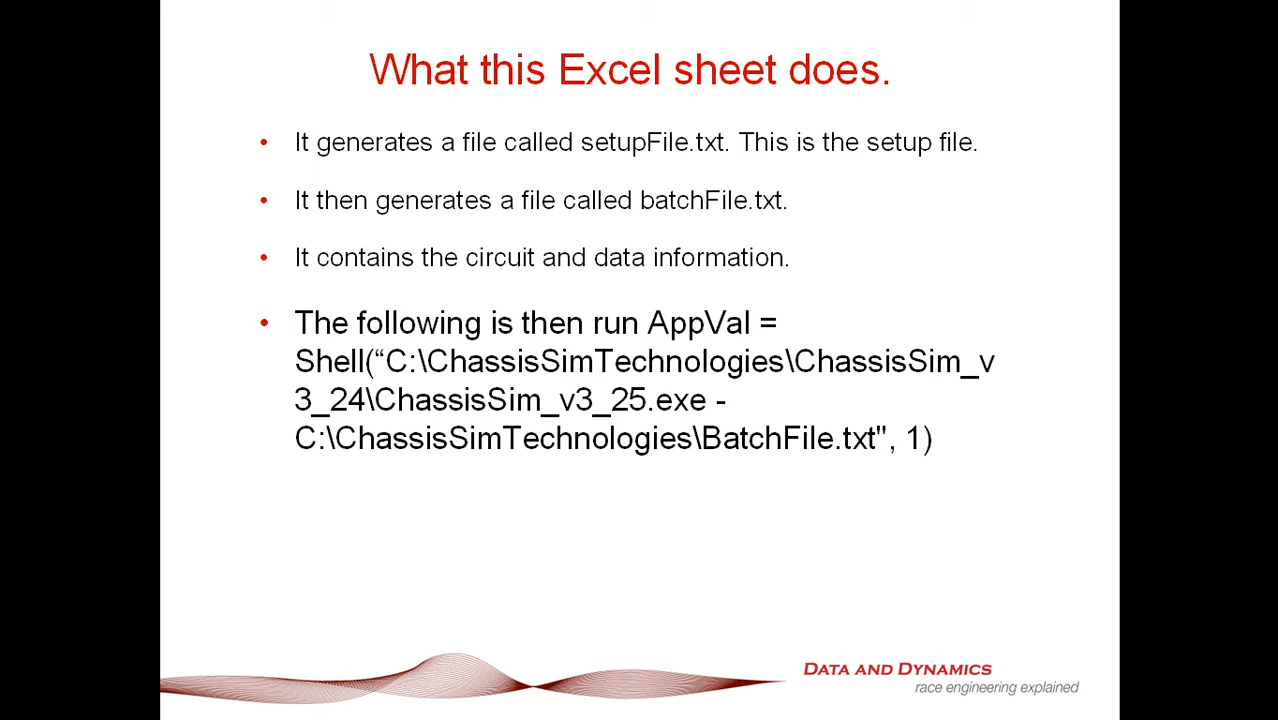 What this Excel sheet does.
• It generates a file called setupFile.txt. This is the setup file.
• It then generates a file called batchFile.txt.
• It contains the circuit and data information.
• The following is then run AppVal =
Shell(“C:\ChassisSimTechnologies\ChassisSim_v
3_24\ChassisSim_v3_25.exe -
C:\ChassisSimTechnologies\BatchFile.txt", 1)
DATA AND DYNAMICS
race engineering explained